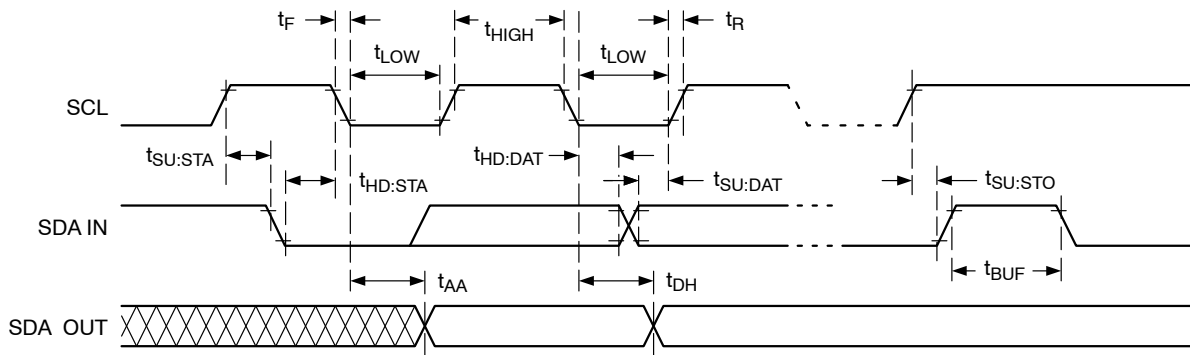 tF
tHIGH
tR
tLOW
tLOW
SCL
tSU:STA
tHD:DAT
tHD:STA
tSU:DAT
tSU:STO
SDA IN
tBUF
tAA
tDH
SDA OUT